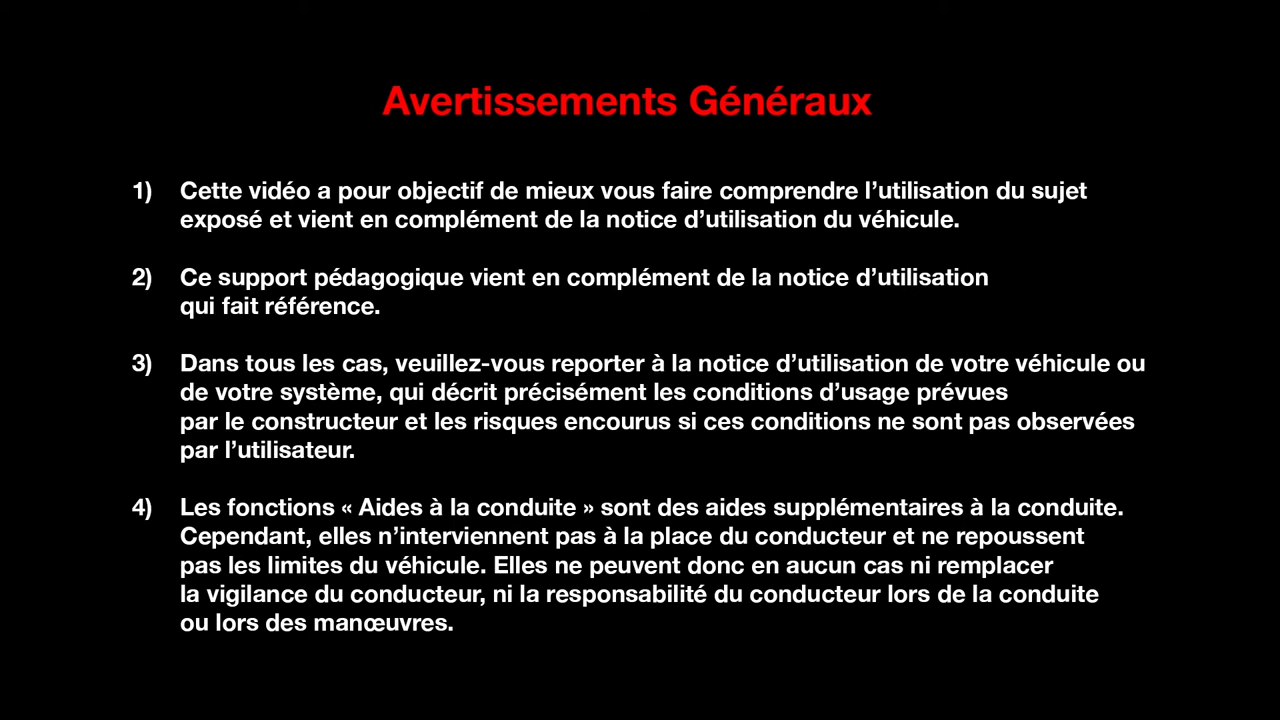 Avertissements Généraux
1) Cette vidéo a pour objectif de mieux vous faire comprendre l’utilisation du sujet
exposé et vient en complément de la notice d’utilisation du véhicule.
2) Ce support pédagogique vient en complément de la notice d’utilisation
qui fait référence.
3) Dans tous les cas, veuillez-vous reporter à la notice d’utilisation de votre véhicule ou
de votre système, qui décrit précisément les conditions d’usage prévues
par le constructeur et les risques encourus si ces conditions ne sont pas observées
par l’utilisateur.
4) Les fonctions « Aides à la conduite » sont des aides supplémentaires à la conduite.
Cependant, elles n’interviennent pas à la place du conducteur et ne repoussent
pas les limites du véhicule. Elles ne peuvent donc en aucun cas ni remplacer
la vigilance du conducteur, ni la responsabilité du conducteur lors de la conduite
ou lors des manœuvres.